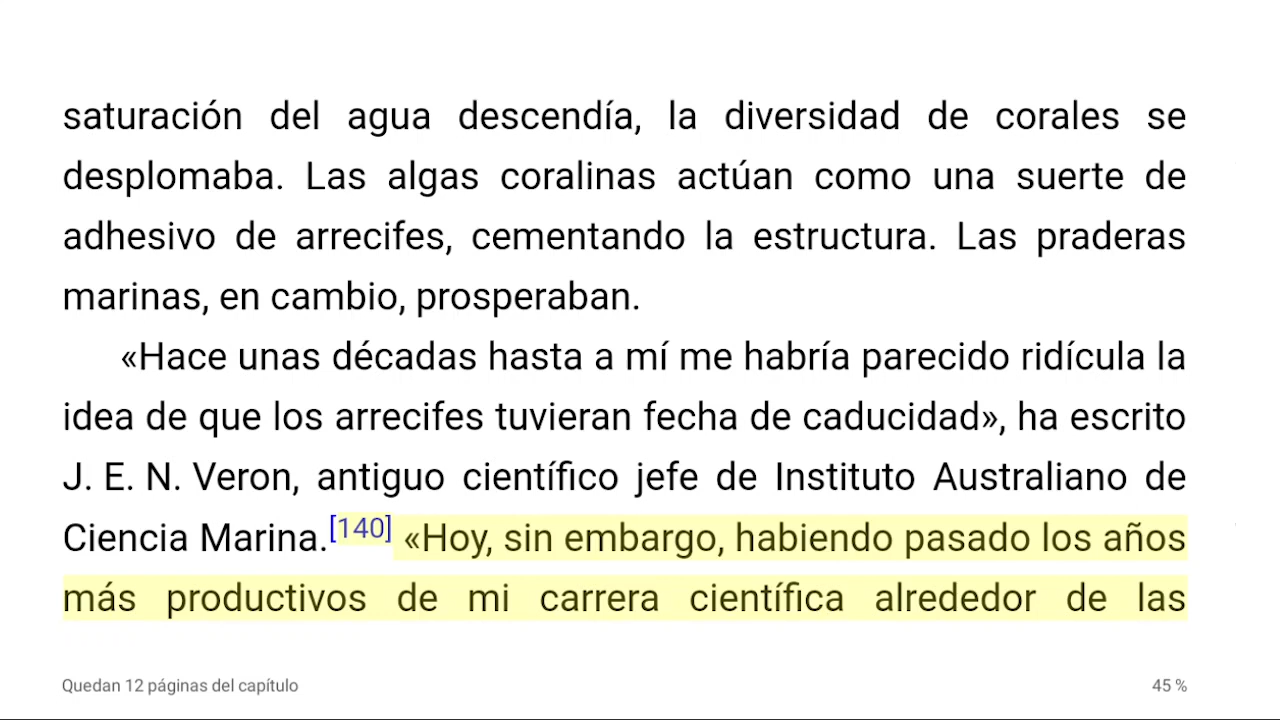 saturación del agua descendía, la diversidad de corales se
desplomaba. Las algas coralinas actúan como una suerte de
adhesivo de arrecifes, cementando la estructura. Las praderas
marinas, en cambio, prosperaban.
«Hace unas décadas hasta a mí me habría parecido ridícula la
idea de que los arrecifes tuvieran fecha de caducidad», ha escrito
J. E. N. Veron, antiguo científico jefe de Instituto Australiano de
Ciencia Marina.[140] «Hoy, sin embargo, habiendo pasado los años
más productivos de mi carrera científica alrededor de las
Quedan 12 páginas del capítulo
45 %